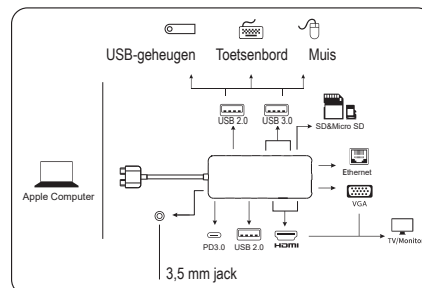 USB-geheugen Toetsenbord Muis
USB 2.0 USB 3.0
SD&Micro SD
Ethernet
Apple Computer
VGA
PD3.0 USB 2.0 HDMI
TV/Monitor
3,5 mm jack